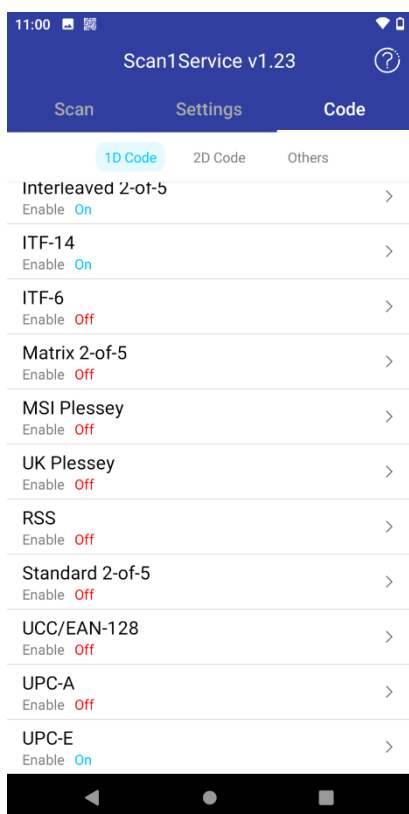 11:00
Scan1Service v1.23
Scan Settings Code
1D Code 2D Code Others
Interleaved 2-of-5
Enable On
ITF-14
Enable On
ITF-6
Enable Off
Matrix 2-of-5
Enable Off
MSI Plessey
Enable Off
UK Plessey
Enable Off
RSS
Enable Off
Standard 2-of-5
Enable Off
UCC/EAN-128
Enable Off
UPC-A
Enable Off
UPC-E
Enable On